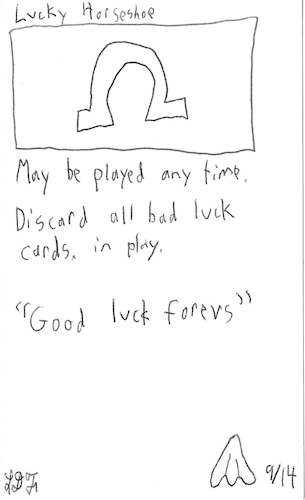 Lucky Horseshoe
May be played any time.
Discard all bad luck
cards. in play.
"Good luck forevs"
9/14